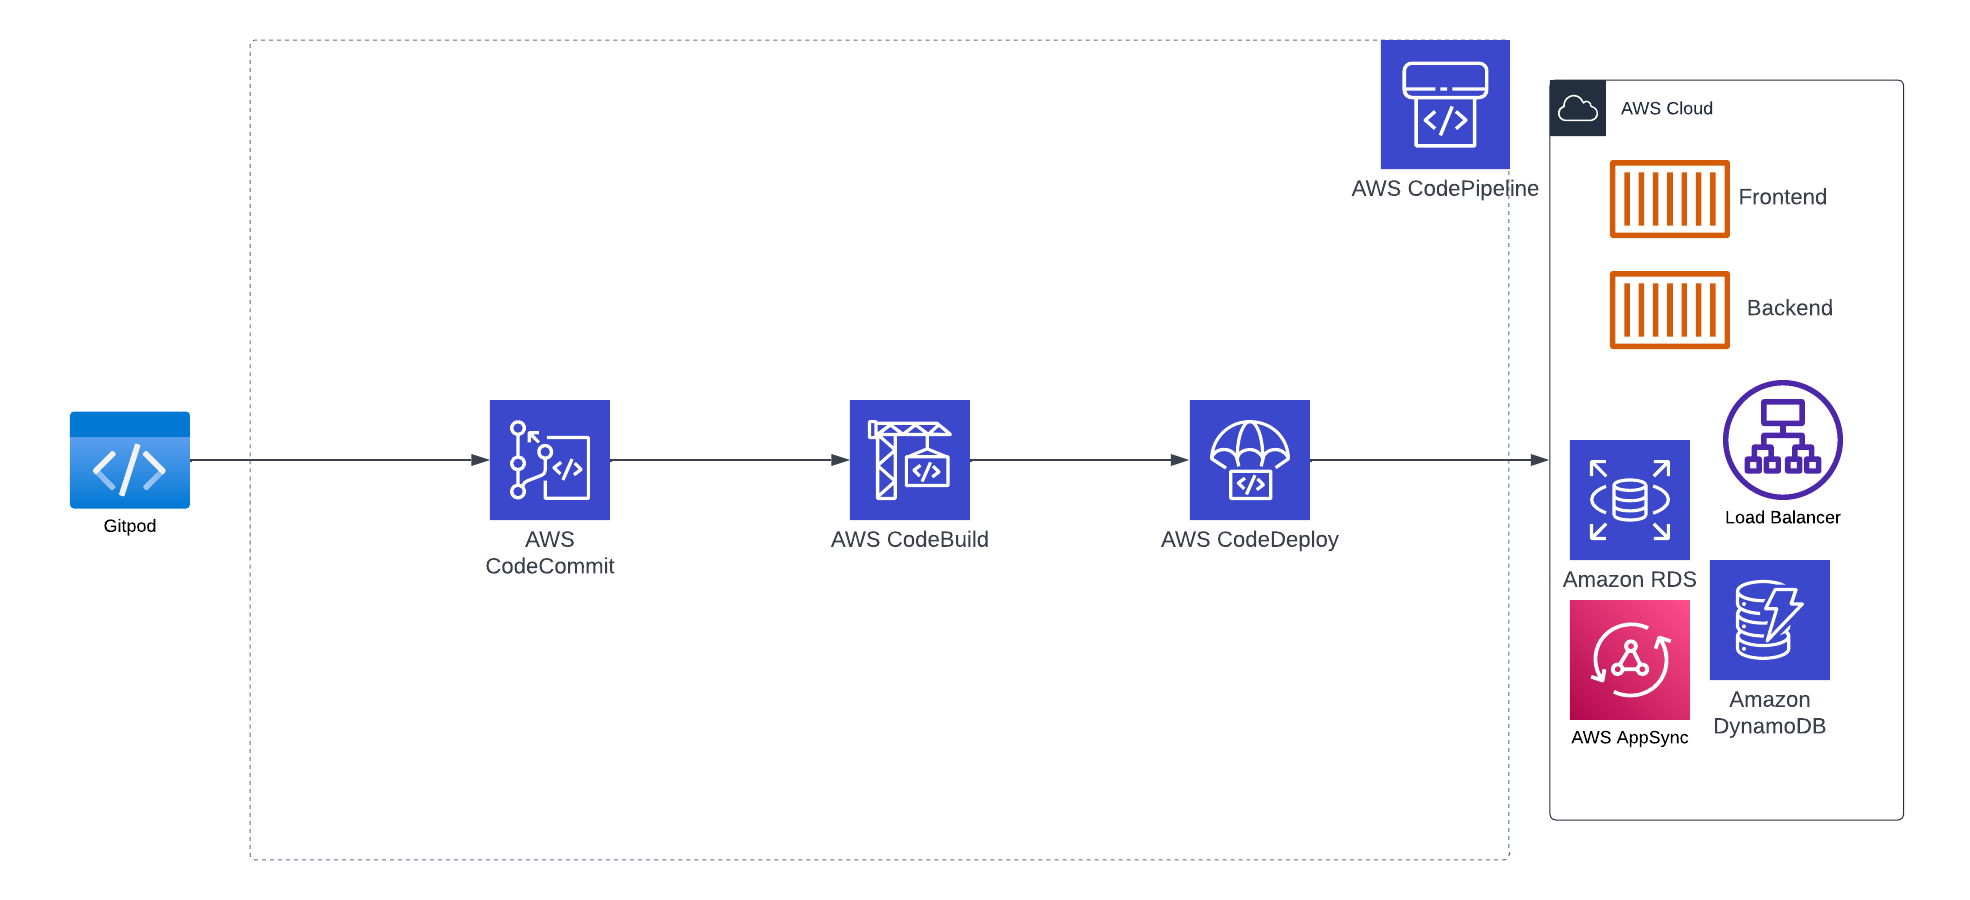 AWS CodePipeline
AWS Cloud
Frontend
Backend
Gitpod
AWS
CodeCommit
AWS CodeBuild
AWS CodeDeploy
Load Balancer
Amazon RDS
AWS AppSync
Amazon
DynamoDB